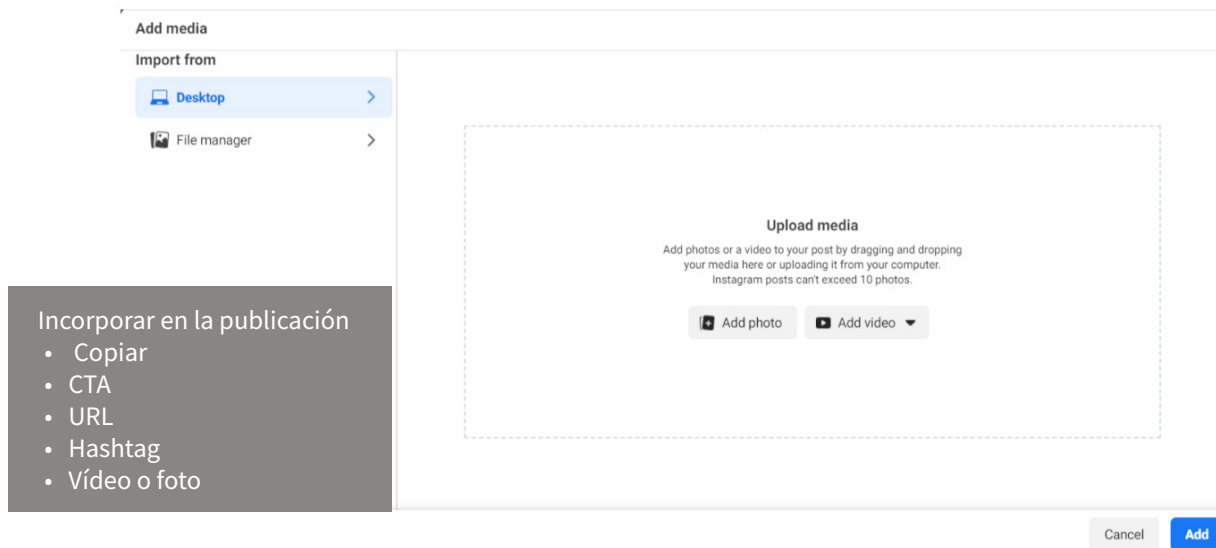 Add media
Import from
Desktop
File manager
Upload media
Add photos or a video to your post by dragging and dropping
your media here or uploading it from your computer.
Instagram posts can't exceed 10 photos.
Add photo
Add video
Incorporar en la publicación
• Copiar
• CTA
• URL
• Hashtag
• Vídeo o foto
Cancel
Add